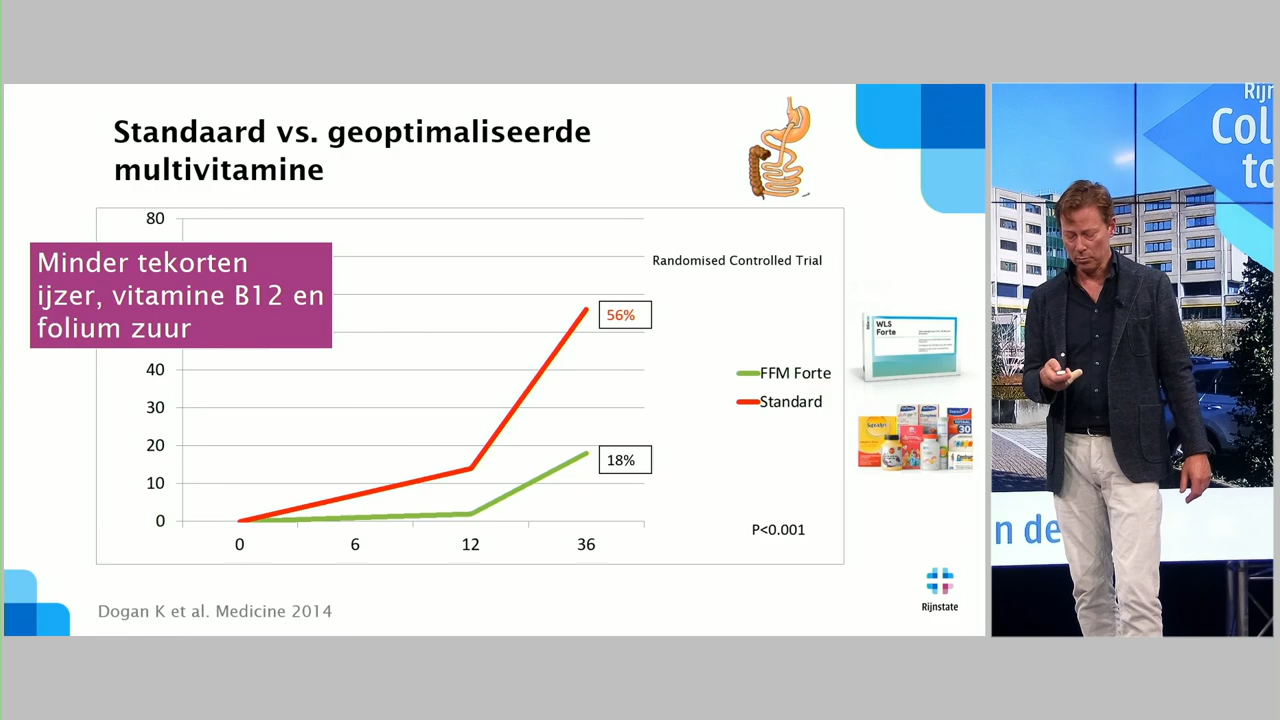 Standaard vs. geoptimaliseerde
multivitamine
80
Minder tekorten
ijzer, vitamine B12 en
folium zuur
40
30
20
10
0
0
6
12
36
Randomised Controlled Trial
56%
18%
FFM Forte
Standard
P<0.001
WLS
Forte
Dogan K et al. Medicine 2014
Rijnstate
Rijn
Col
to
n de